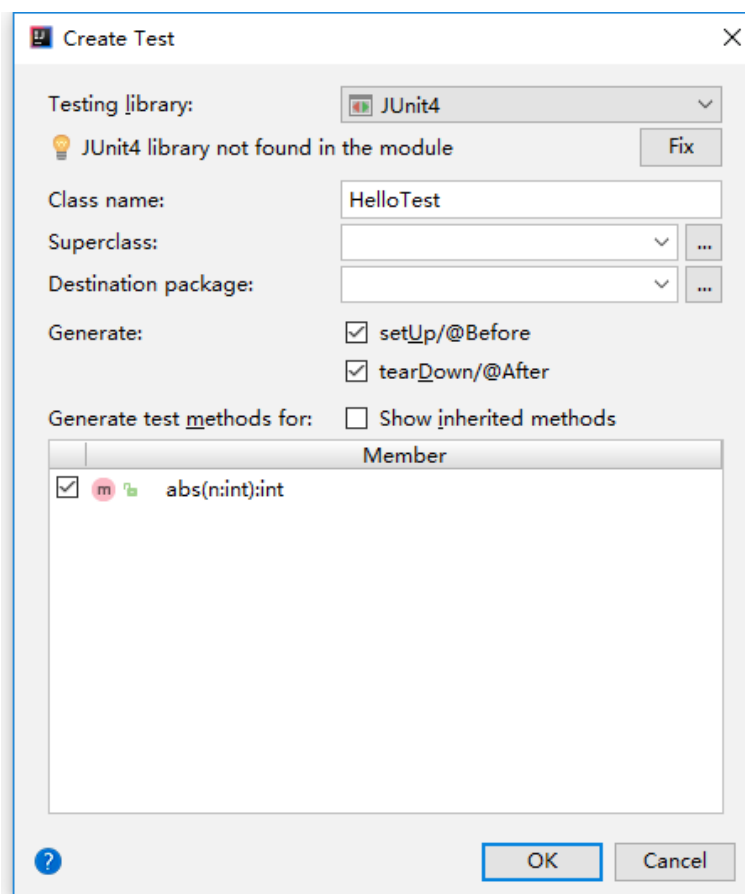 Create Test
Testing library: JUnit4
JUnit4 library not found in the module Fix
Class name: HelloTest
Superclass: ...
Destination package: ...
Generate: setUp/@Before
tearDown/@After
Generate test methods for: Show inherited methods
Member
m abs(n:int):int
? OK Cancel